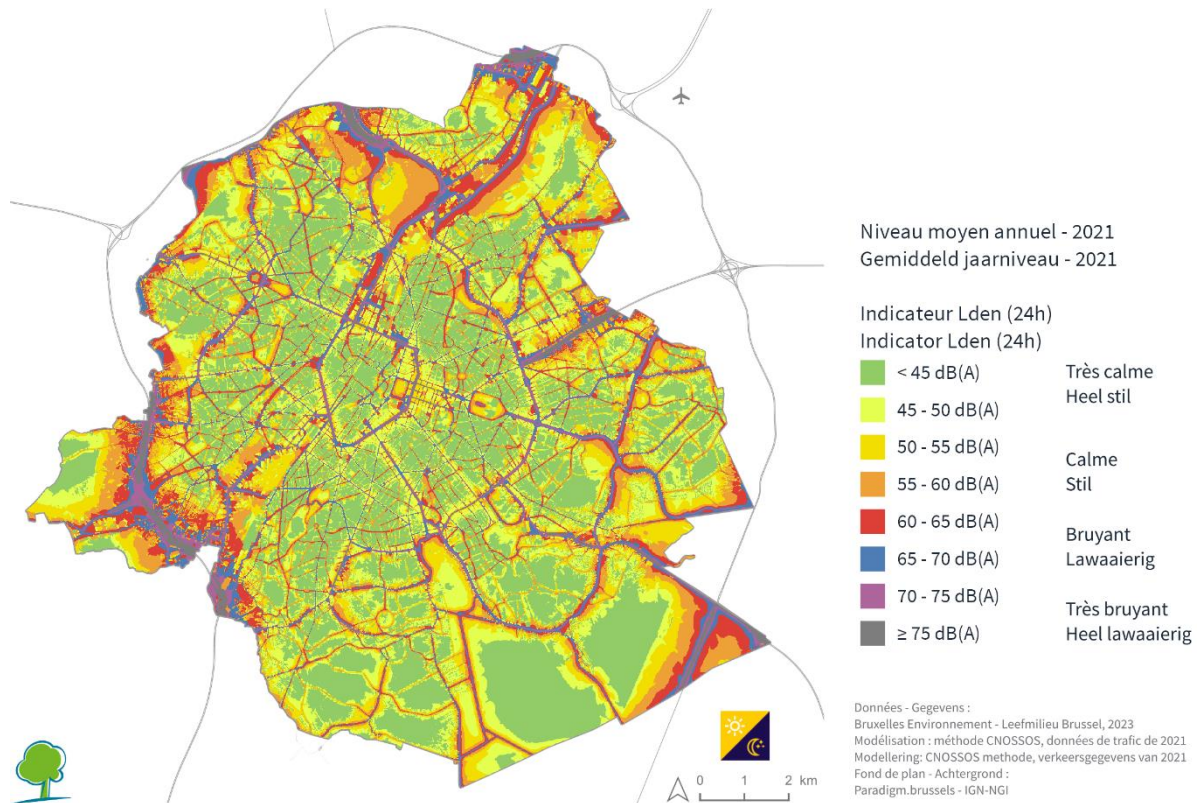 Niveau moyen annuel - 2021
Gemiddeld jaarniveau - 2021
Indicateur Lden (24h)
Indicator Lden (24h)
< 45 dB(A)
Très calme
Heel stil
45 - 50 dB(A)
50 - 55 dB(A)
Calme
Stil
55 - 60 dB(A)
60 - 65 dB(A)
Bruyant
Lawaaierig
65 - 70 dB(A)
70 - 75 dB(A)
Très bruyant
Heel lawaaierig
≥ 75 dB(A)
Données - Gegevens :
Bruxelles Environnement - Leefmilieu Brussel, 2023
Modélisation : méthode CNOSSOS, données de trafic de 2021
Modellering: CNOSSOS methode, verkeersgegevens van 2021
Fond de plan - Achtergrond :
Paradigm.brussels - IGN-NGI
0 1 2 km